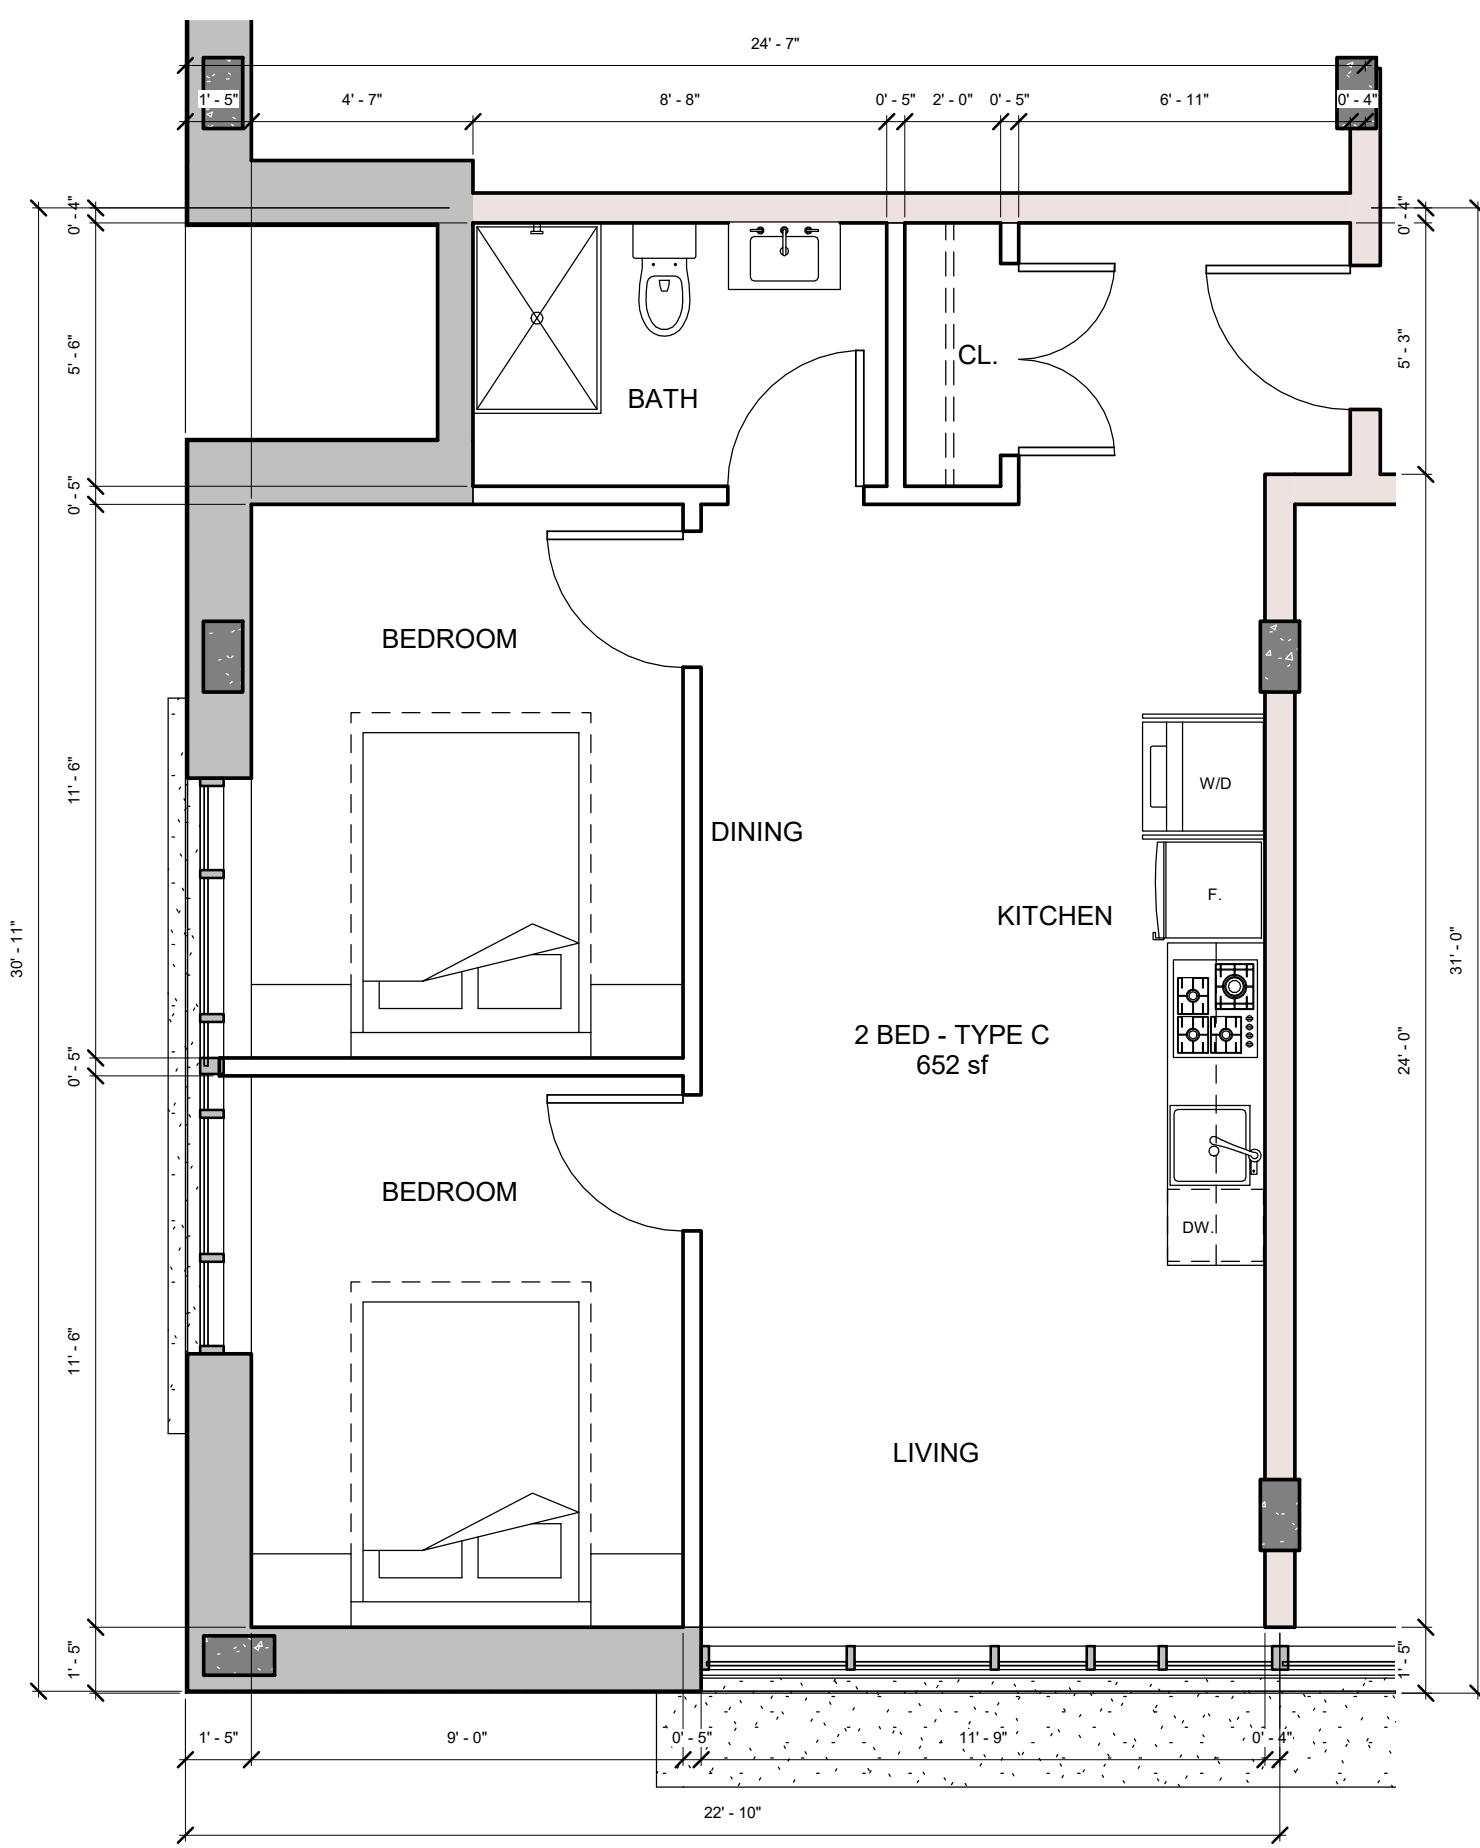 24' - 7"
1' - 5"
4' - 7"
8' - 8"
0' - 5"
2' - 0"
0' - 5"
6' - 11"
0' - 4"
0' - 4"
0' - 4"
5' - 6"
CL.
5' - 3"
BATH
0' - 5"
BEDROOM
11' - 6"
W/D
DINING
F.
KITCHEN
30' - 11"
31' - 0"
2 BED - TYPE C
652 sf
24' - 0"
0' - 5"
BEDROOM
DW.
11' - 6"
LIVING
1' - 5"
1' - 5"
1' - 5"
9' - 0"
0' - 5"
11' - 9"
0' - 4"
22' - 10"